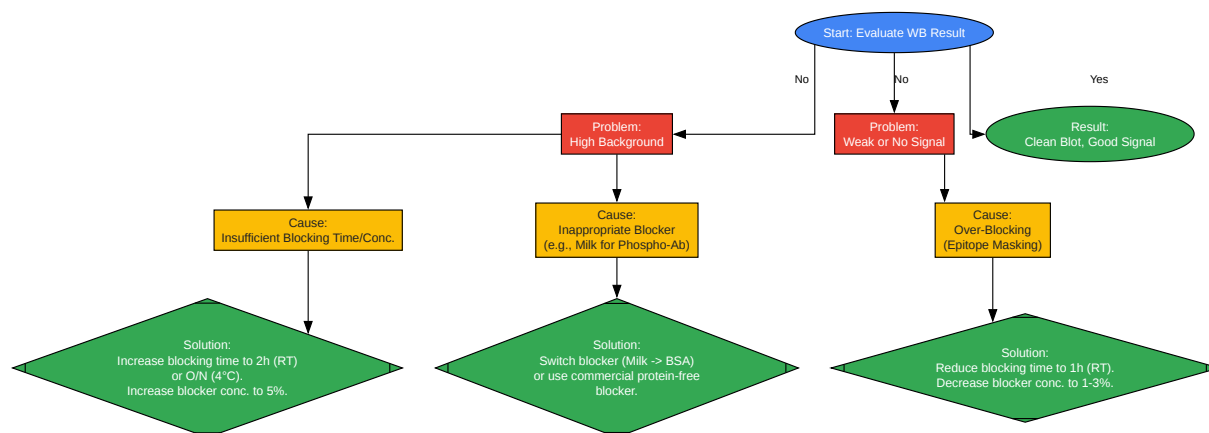 Start: Evaluate WB Result
No
No
Yes
Problem:
High Background
Problem:
Weak or No Signal
Result:
Clean Blot, Good Signal
Cause:
Insufficient Blocking Time/Conc.
Cause:
Inappropriate Blocker
(e.g., Milk for Phospho-Ab)
Cause:
Over-Blocking
(Epitope Masking)
Solution:
Increase blocking time to 2h (RT)
or O/N (4°C).
Increase blocker conc. to 5%.
Solution:
Switch blocker (Milk -> BSA)
or use commercial protein-free
blocker.
Solution:
Reduce blocking time to 1h (RT).
Decrease blocker conc. to 1-3%.